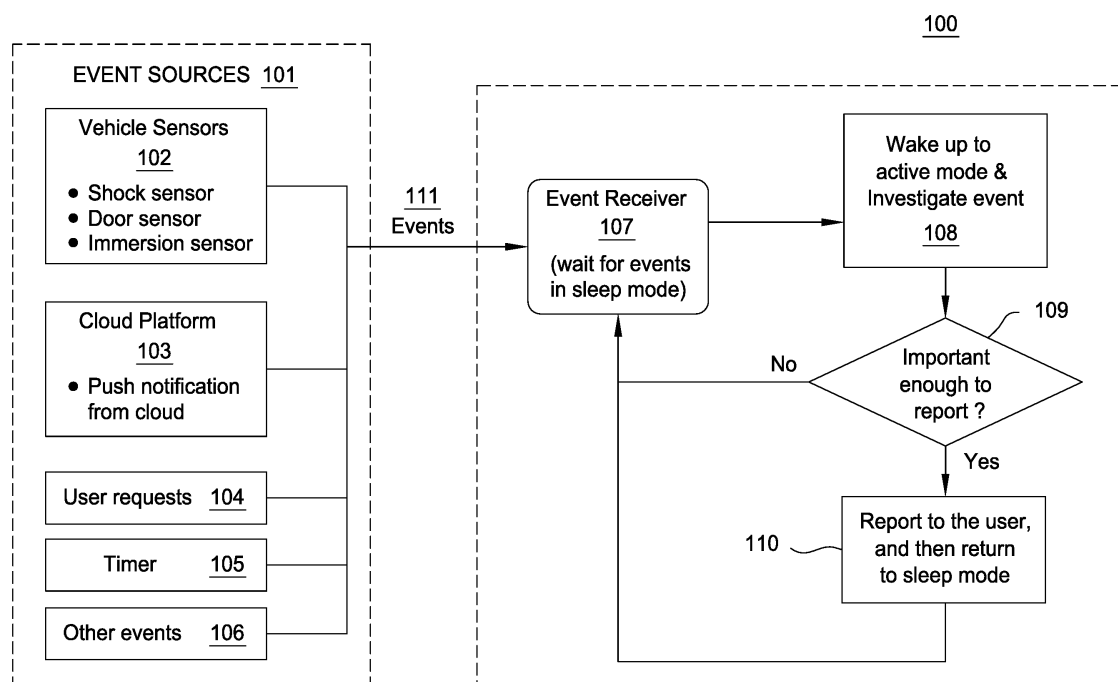 100
EVENT SOURCES 101
Vehicle Sensors
102
● Shock sensor
● Door sensor
● Immersion sensor
Cloud Platform
103
● Push notification
from cloud
User requests 104
Timer 105
Other events 106
111
Events
Event Receiver
107
(wait for events
in sleep mode)
Wake up to
active mode &
Investigate event
108
109
Important
enough to
report ?
No
Yes
110
Report to the user,
and then return
to sleep mode